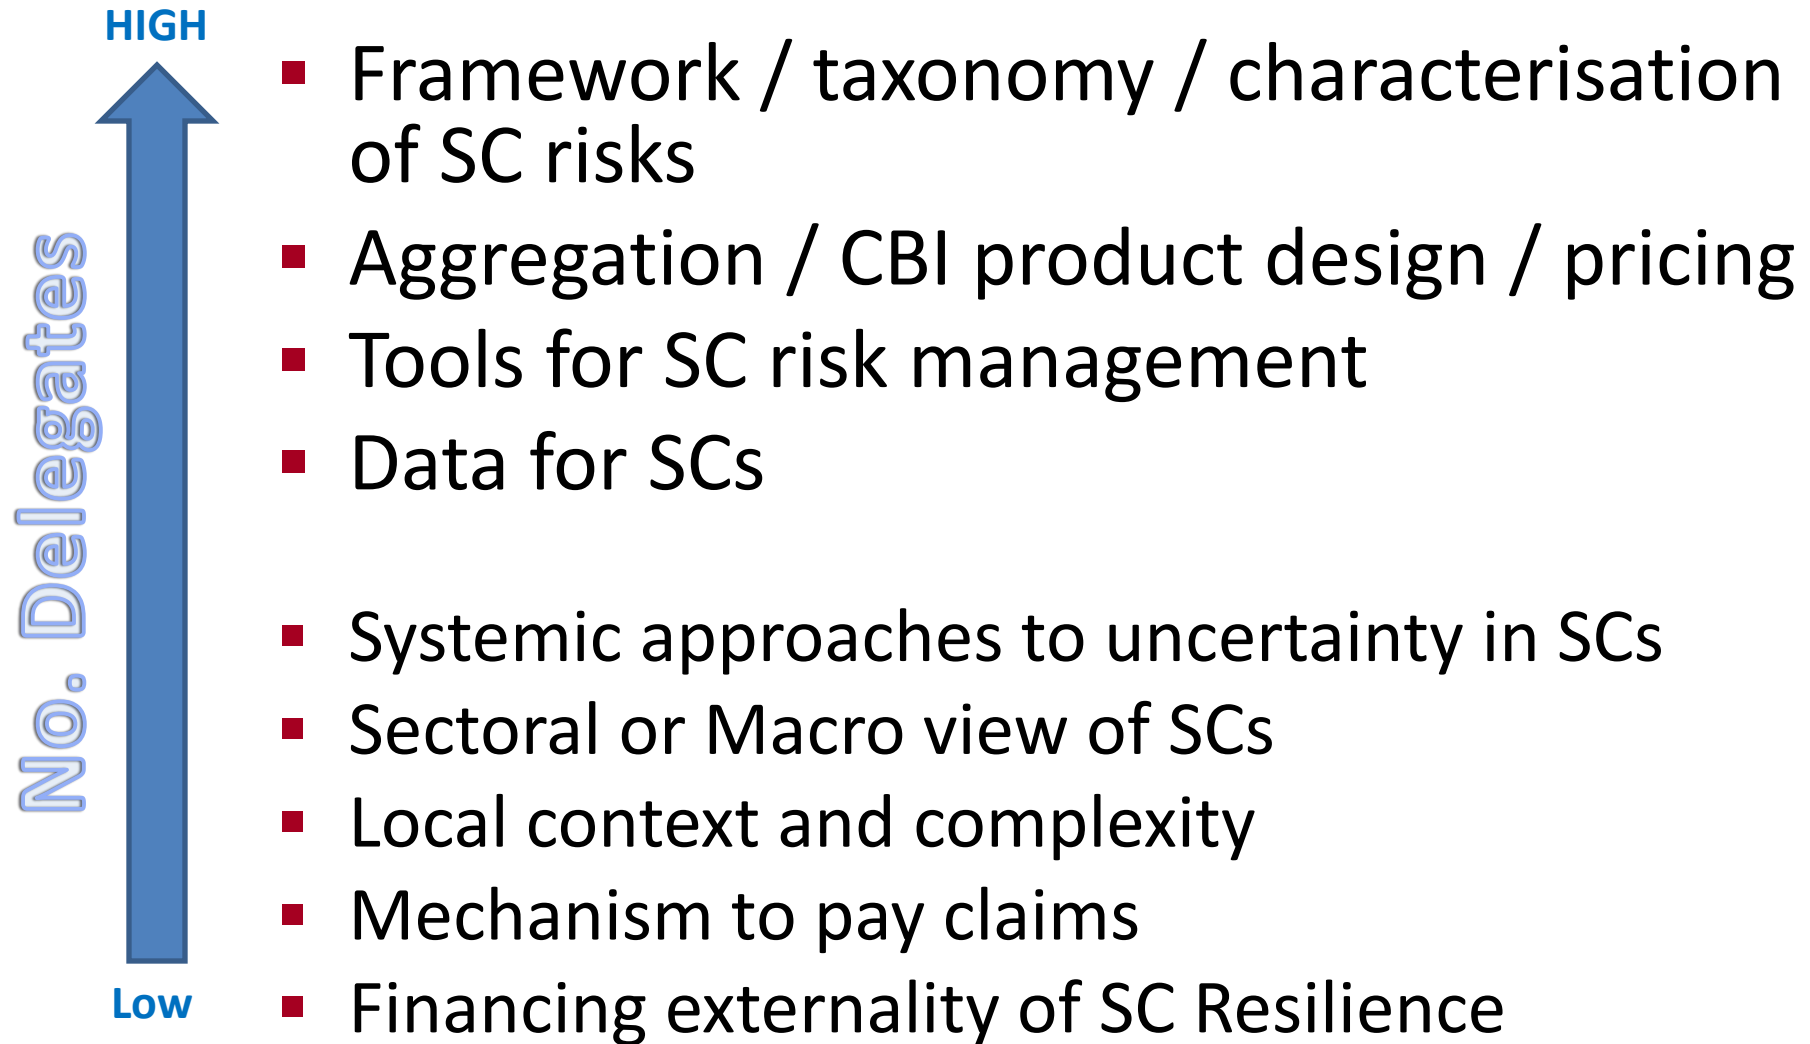 HIGH
No. Delegates
Low
▪ Framework / taxonomy / characterisation
of SC risks
▪ Aggregation / CBI product design / pricing
▪ Tools for SC risk management
▪ Data for SCs
▪ Systemic approaches to uncertainty in SCs
▪ Sectoral or Macro view of SCs
▪ Local context and complexity
▪ Mechanism to pay claims
▪ Financing externality of SC Resilience